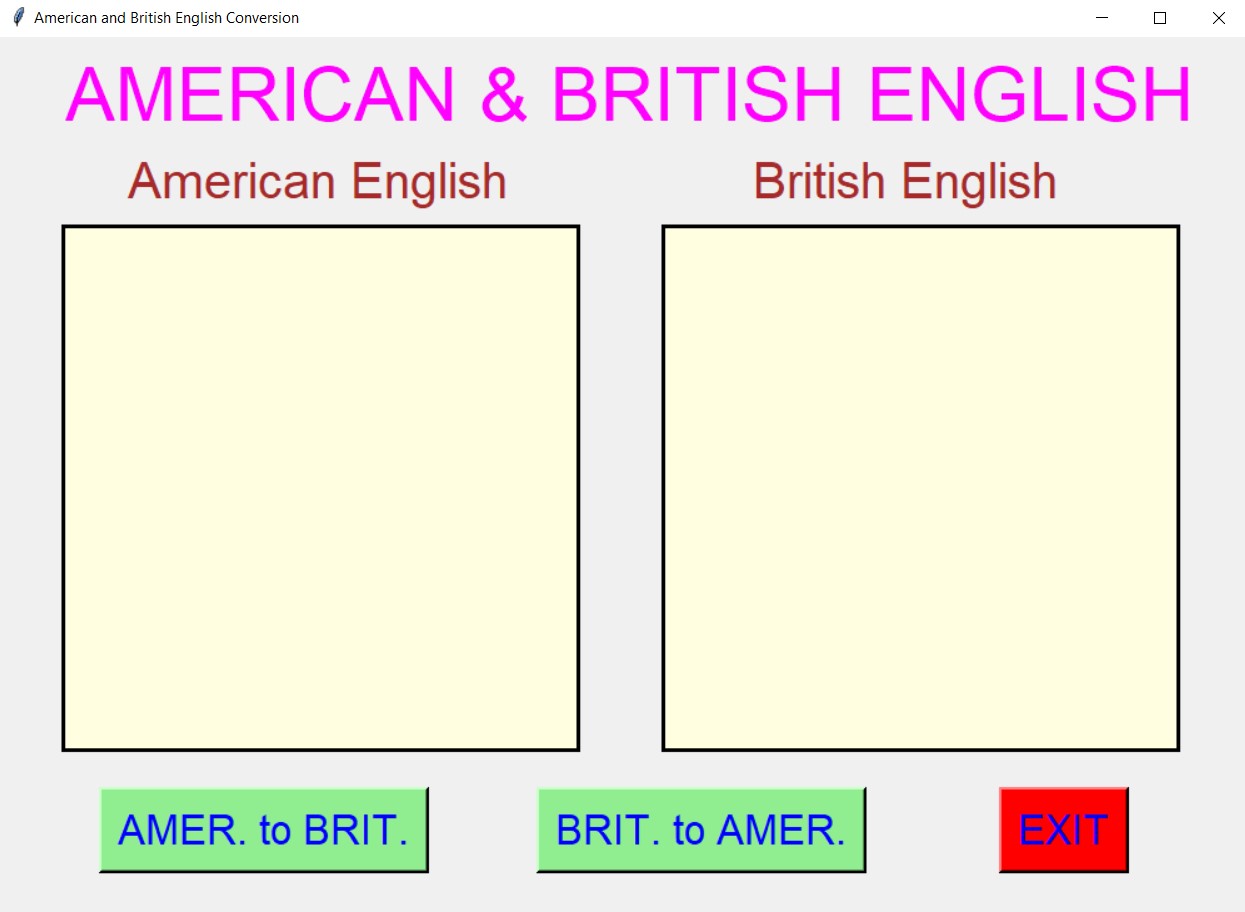 American and British English Conversion
AMERICAN & BRITISH ENGLISH
American English
British English
AMER. to BRIT.
BRIT. to AMER.
EXIT